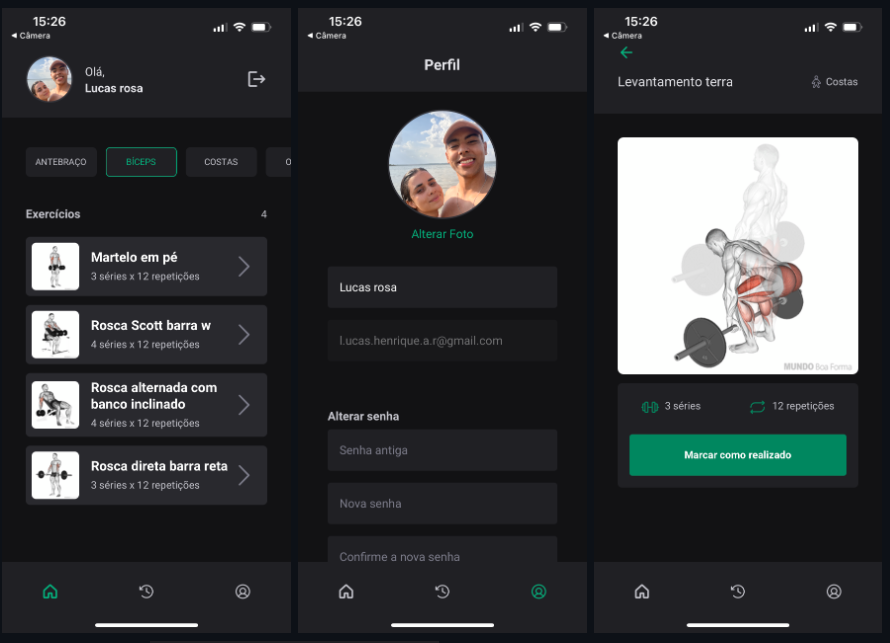 15:26
◄ Câmera
Olá,
Lucas rosa
ANTEBRAÇO
BÍCEPS
COSTAS
O
Exercícios
4
Martelo em pé
3 séries x 12 repetições
Rosca Scott barra w
4 séries x 12 repetições
Rosca alternada com
banco inclinado
4 séries x 12 repetições
Rosca direta barra reta
3 séries x 12 repetições
15:26
◄ Câmera
Perfil
Alterar Foto
Lucas rosa
l.ucas.henrique.a.r@gmail.com
Alterar senha
Senha antiga
Nova senha
Confirme a nova senha
15:26
◄ Câmera
Levantamento terra
Costas
MUNDO Boa Forma
3 séries
12 repetições
Marcar como realizado